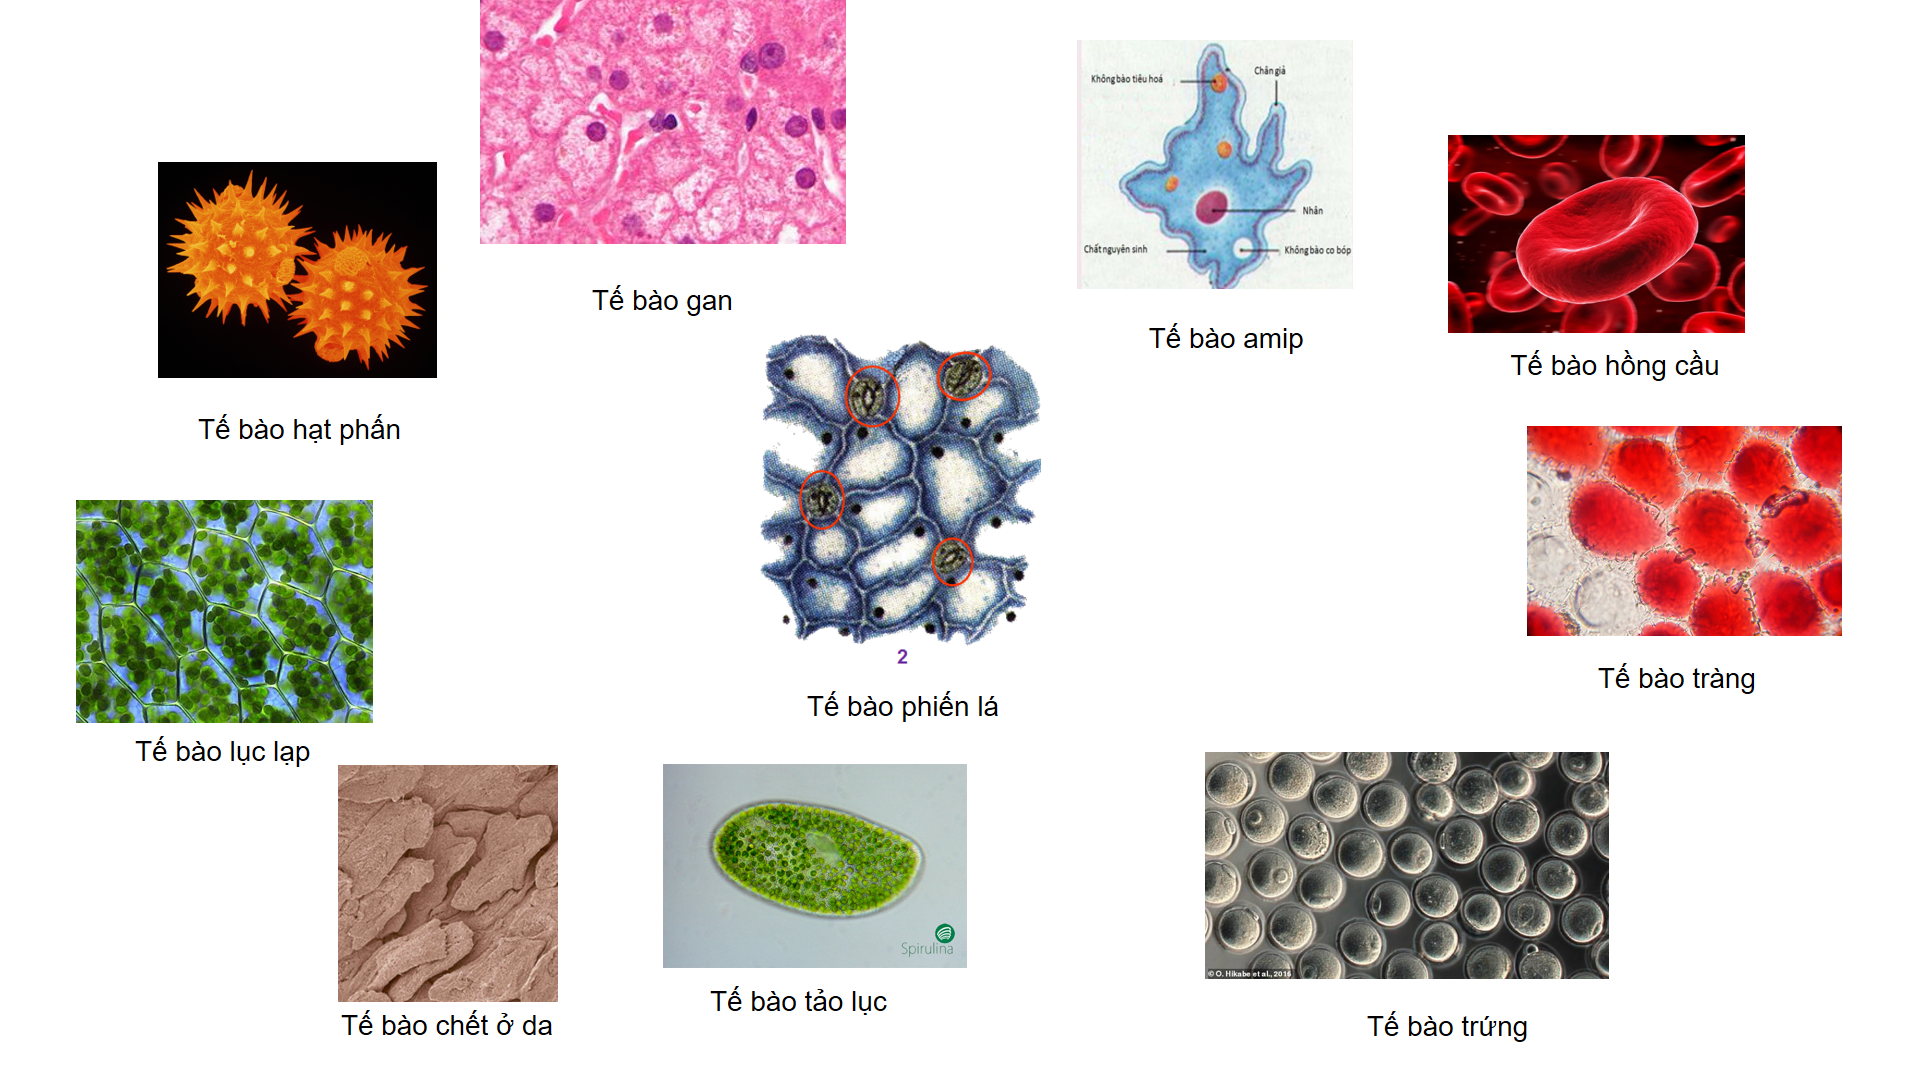 Không bào tiêu hoá
Chân giả
Nhân
Chất nguyên sinh
Không bào co bóp
Tế bào gan
Tế bào amip
Tế bào hồng cầu
Tế bào hạt phấn
2
Tế bào phiến lá
Tế bào tràng
Tế bào lục lạp
Spirulina
© O. Hikabe et al., 2016
Tế bào tảo lục
Tế bào chết ở da
Tế bào trứng